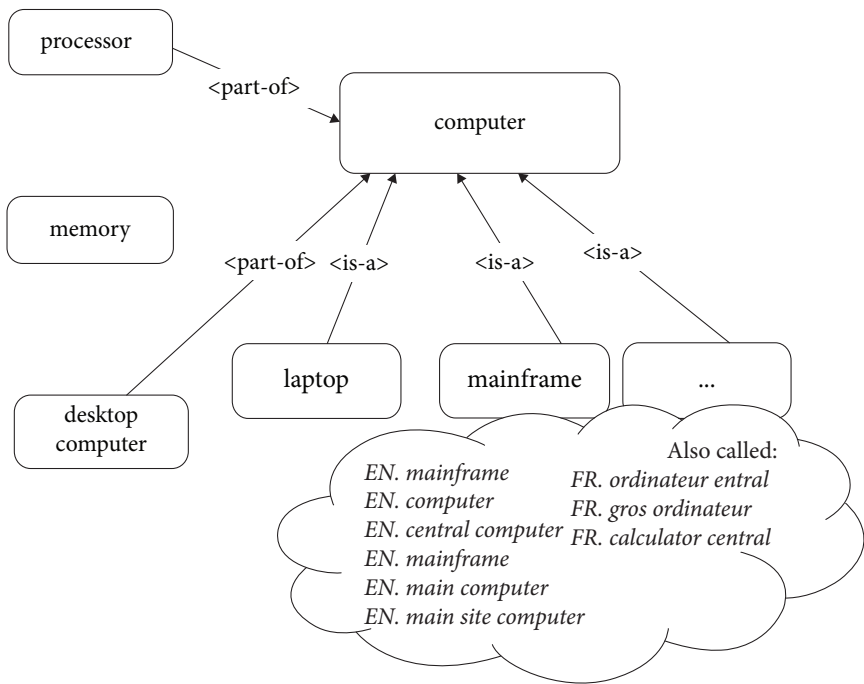 processor
<part-of>
computer
memory
<part-of>
<is-a>
<is-a>
<is-a>
laptop
mainframe
...
desktop
computer
EN. mainframe
EN. computer
EN. central computer
EN. mainframe
EN. main computer
EN. main site computer
Also called:
FR. ordinateur entral
FR. gros ordinateur
FR. calculator central